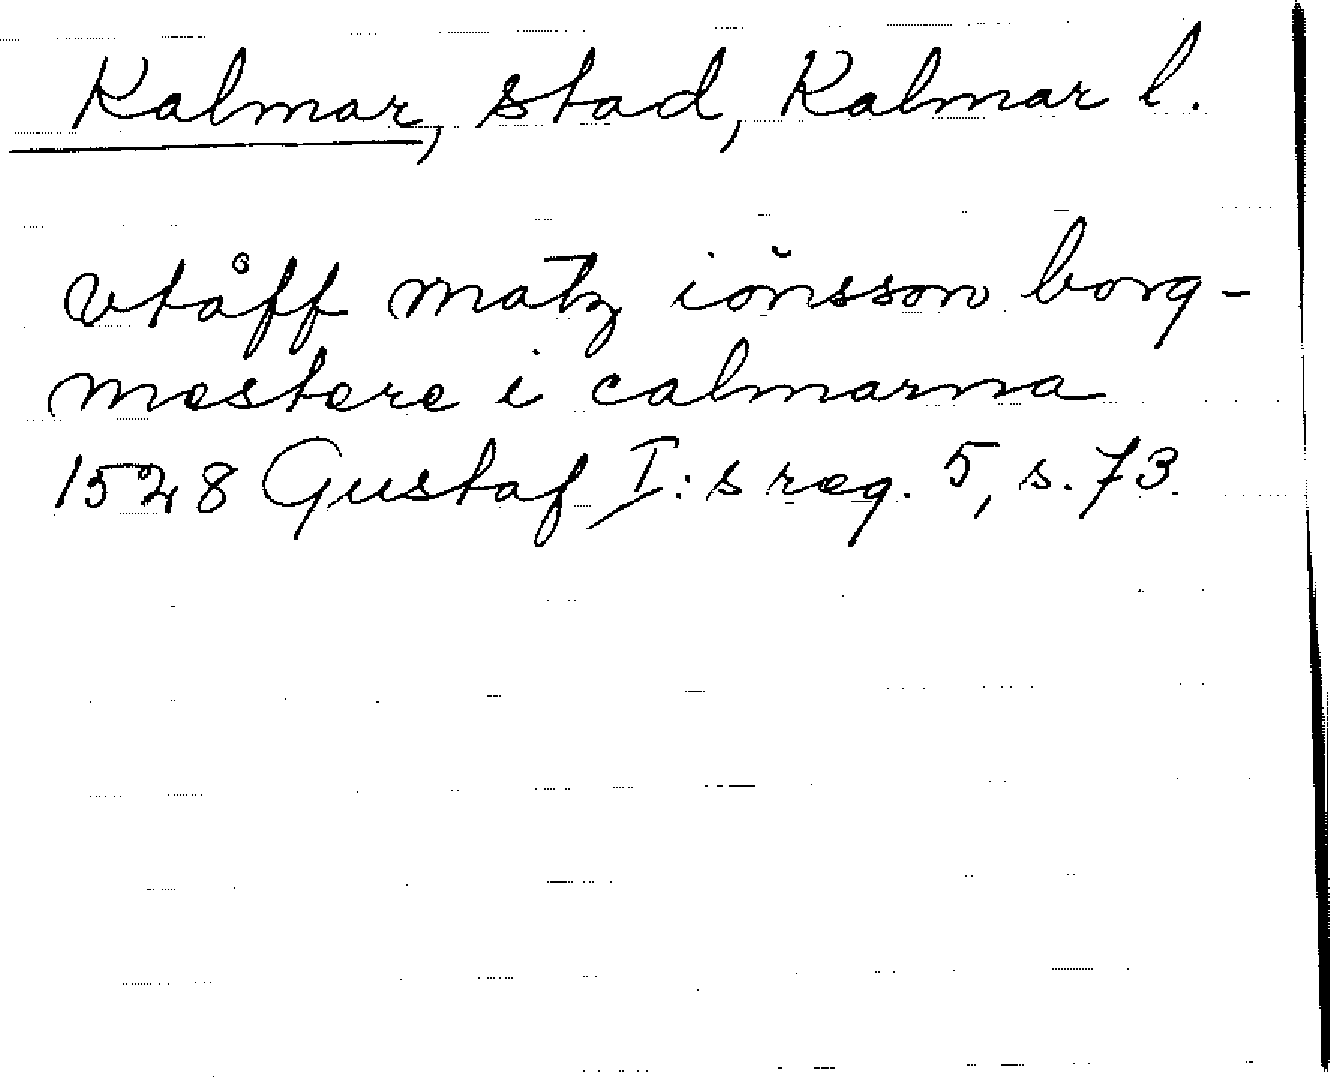 Kalmar, stad, Kalmar l.
vtåff matz iönsson borg-
mestere i calmarna
1528 Gustaf I:s reg. 5, s. 73.